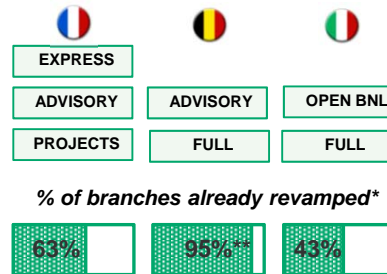 EXPRESS
ADVISORY ADVISORY OPEN BNL
PROJECTS FULL FULL
% of branches already revamped*
63% 95%** 43%